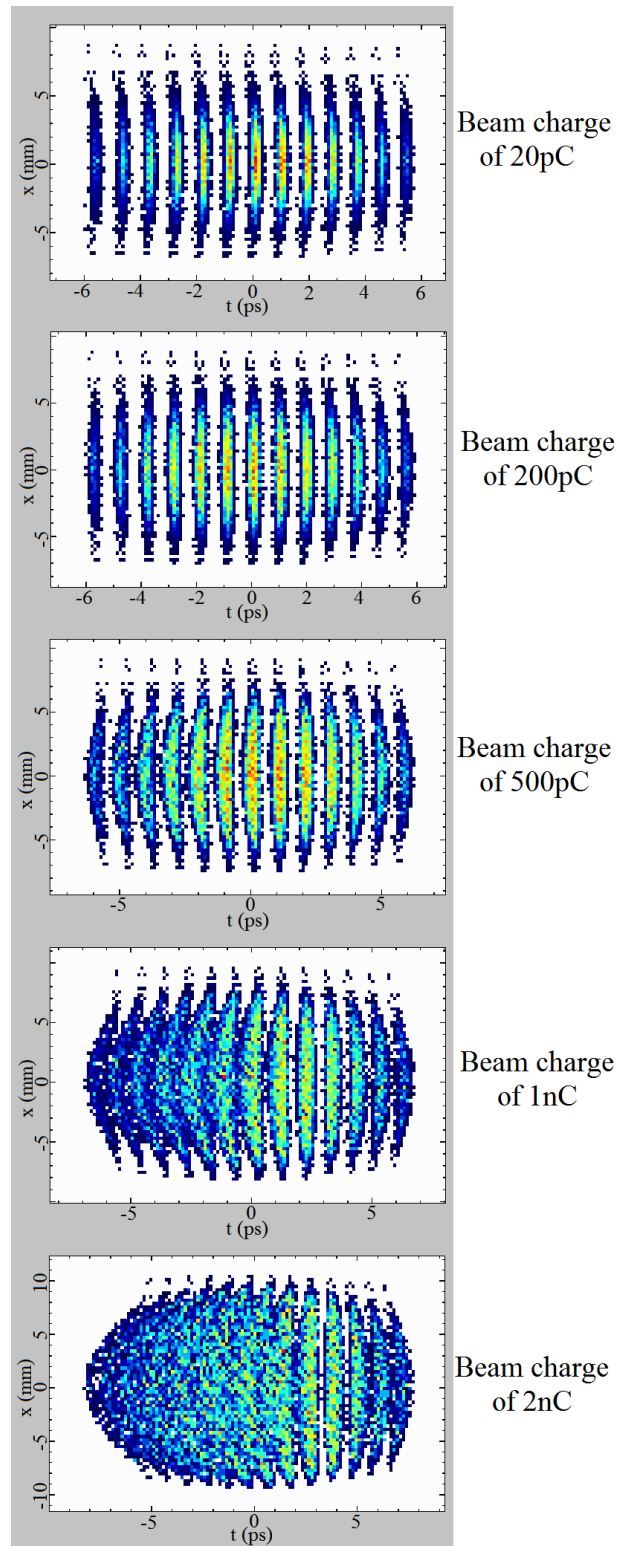 x (mm)
5
0
-5
-6
-4
-2
0
2
4
6
t (ps)
Beam charge
of 20pC
x (mm)
5
0
-5
-6
-4
-2
0
2
4
6
t (ps)
Beam charge
of 200pC
x (mm)
5
0
-5
-5
0
5
t (ps)
Beam charge
of 500pC
x (mm)
5
0
-5
-5
0
5
t (ps)
Beam charge
of 1nC
x (mm)
10
5
0
-5
-10
-5
0
5
t (ps)
Beam charge
of 2nC